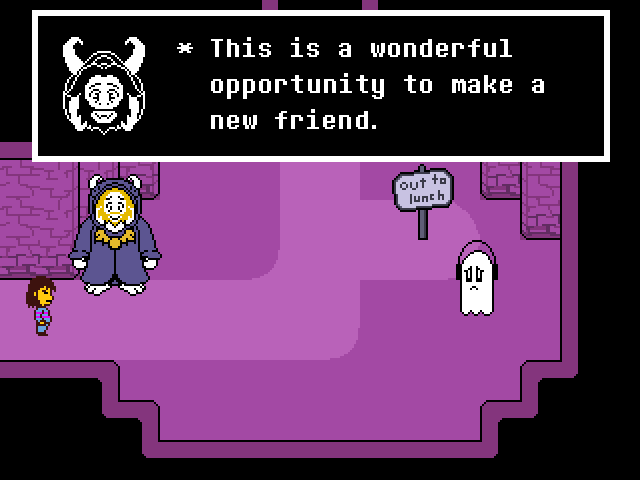 * This is a wonderful
opportunity to make a
new friend.
out to
lunch